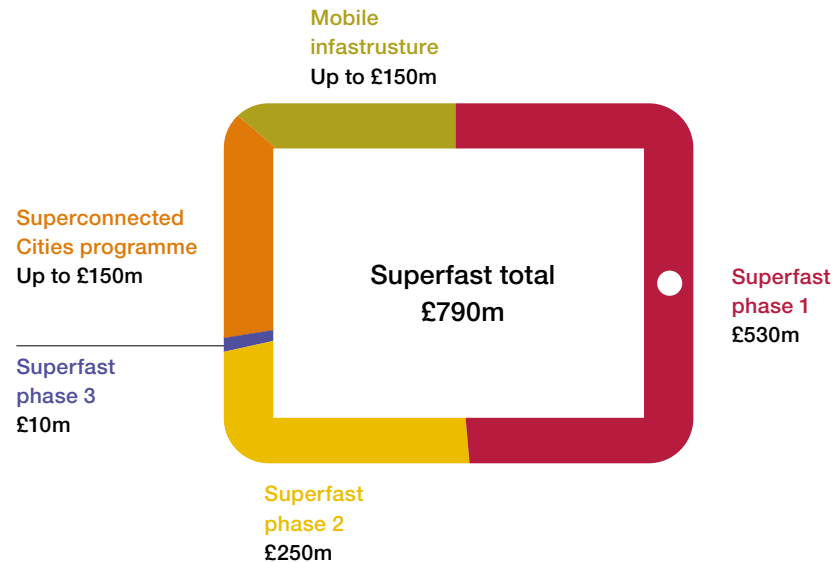 Mobile
infastrusture
Up to £150m
Superconnected
Cities programme
Up to £150m
Superfast total
£790m
Superfast
phase 1
£530m
Superfast
phase 3
£10m
Superfast
phase 2
£250m